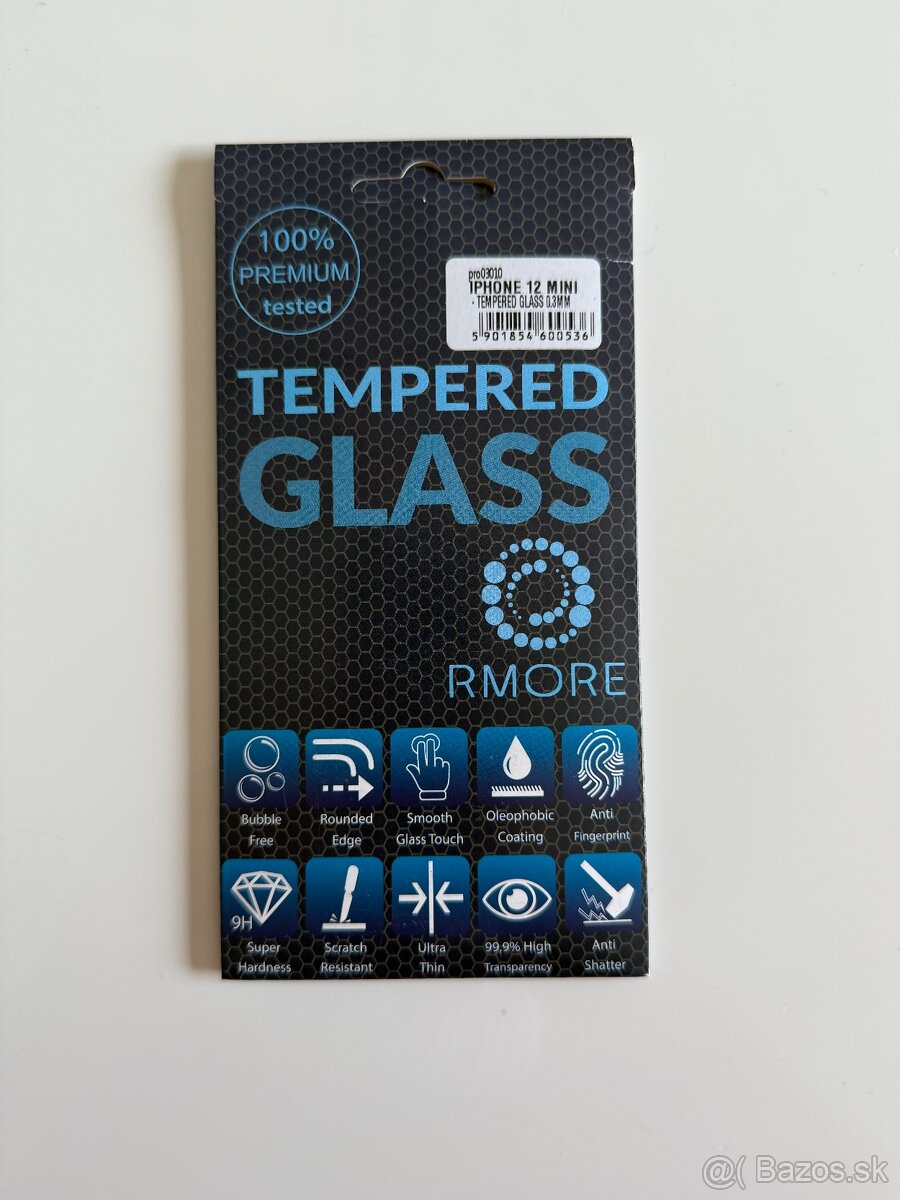 100%
PREMIUM
tested
pro03010
IPHONE 12 MINI
- TEMPERED GLASS 0.3MM
5 901854 600536
TEMPERED
GLASS
RMORE
Bubble
Free
Rounded
Edge
Smooth
Glass Touch
Oleophobic
Coating
Anti
Fingerprint
9H
Super
Hardness
Scratch
Resistant
Ultra
Thin
99,9% High
Transparency
Anti
Shatter
@( Bazos.sk